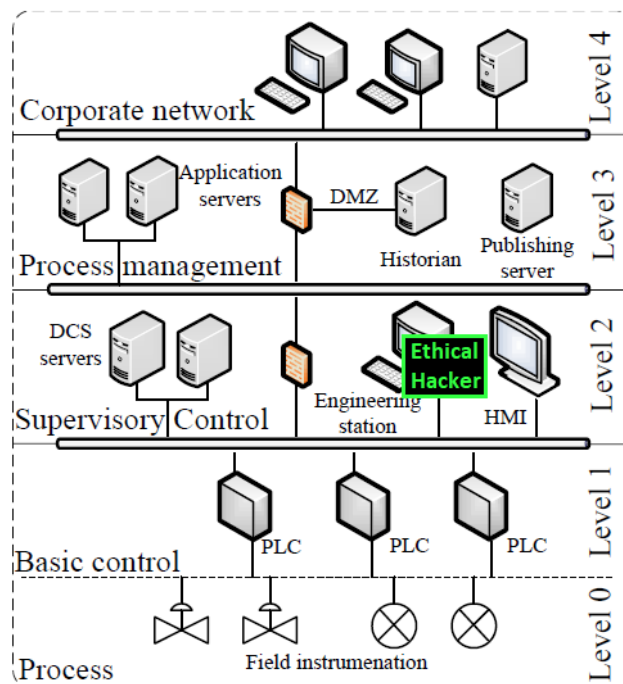 Level 4
Corporate network
Application
servers
DMZ
Historian
Publishing
server
Level 3
Process management
DCS
servers
Ethical
Hacker
Engineering
station
HMI
Level 2
Supervisory Control
PLC
PLC
PLC
Level 1
Basic control
Field instrumenation
Level 0
Process